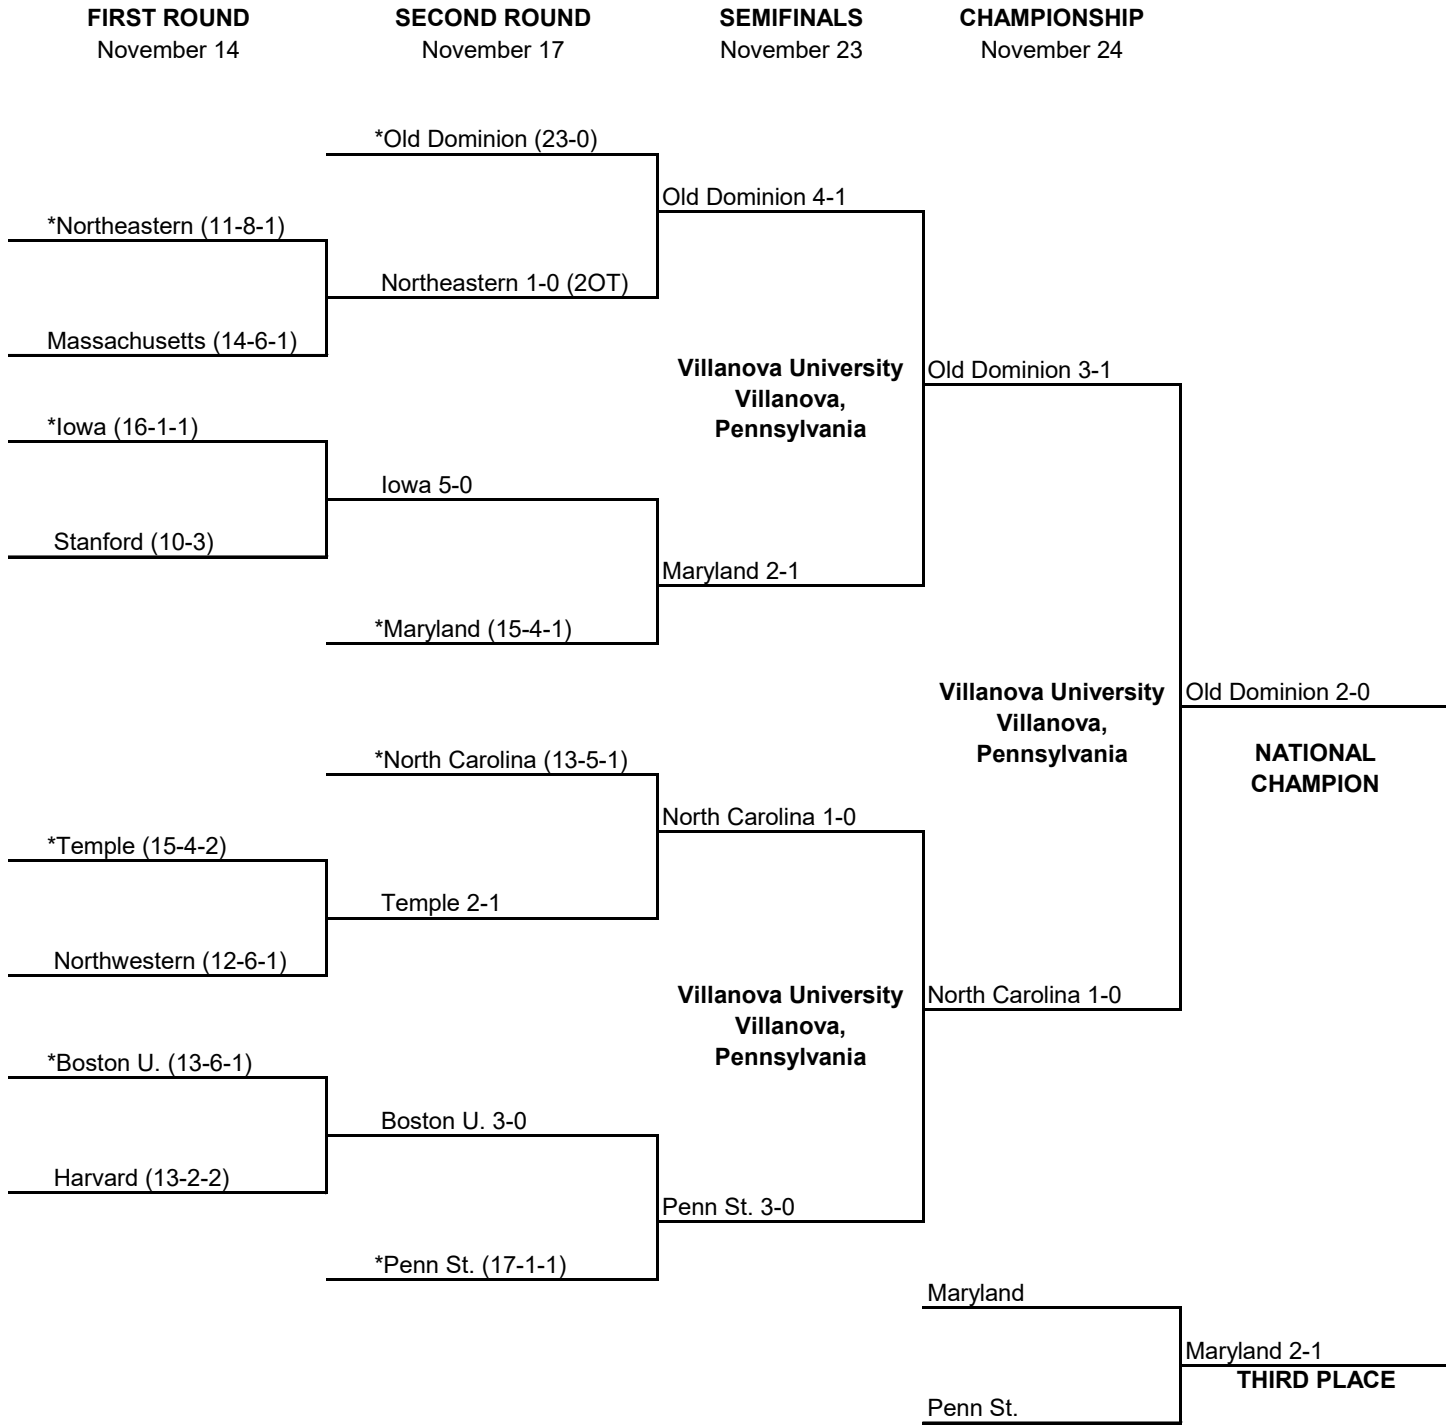 FIRST ROUND
November 14
SECOND ROUND
November 17
SEMIFINALS
November 23
CHAMPIONSHIP
November 24
*Old Dominion (23-0)
Old Dominion 4-1
*Northeastern (11-8-1)
Northeastern 1-0 (2OT)
Massachusetts (14-6-1)
Villanova University
Villanova,
Pennsylvania
Old Dominion 3-1
*Iowa (16-1-1)
Iowa 5-0
Stanford (10-3)
Maryland 2-1
*Maryland (15-4-1)
Villanova University
Villanova,
Pennsylvania
Old Dominion 2-0
NATIONAL
CHAMPION
*North Carolina (13-5-1)
North Carolina 1-0
*Temple (15-4-2)
Temple 2-1
Northwestern (12-6-1)
Villanova University
Villanova,
Pennsylvania
North Carolina 1-0
*Boston U. (13-6-1)
Boston U. 3-0
Harvard (13-2-2)
Penn St. 3-0
*Penn St. (17-1-1)
Maryland
Maryland 2-1
THIRD PLACE
Penn St.